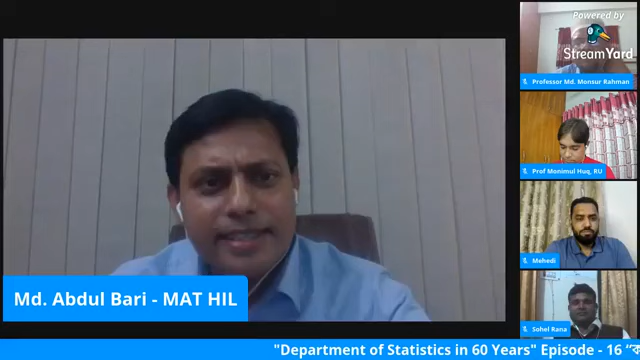 Powered by
StreamYard
Professor Md. Monsur Rahman
Prof Monimul Huq, RU
Mehedi
Md. Abdul Bari - MAT HIL
Sohel Rana
"Department of Statistics in 60 Years" Episode - 16 “ক